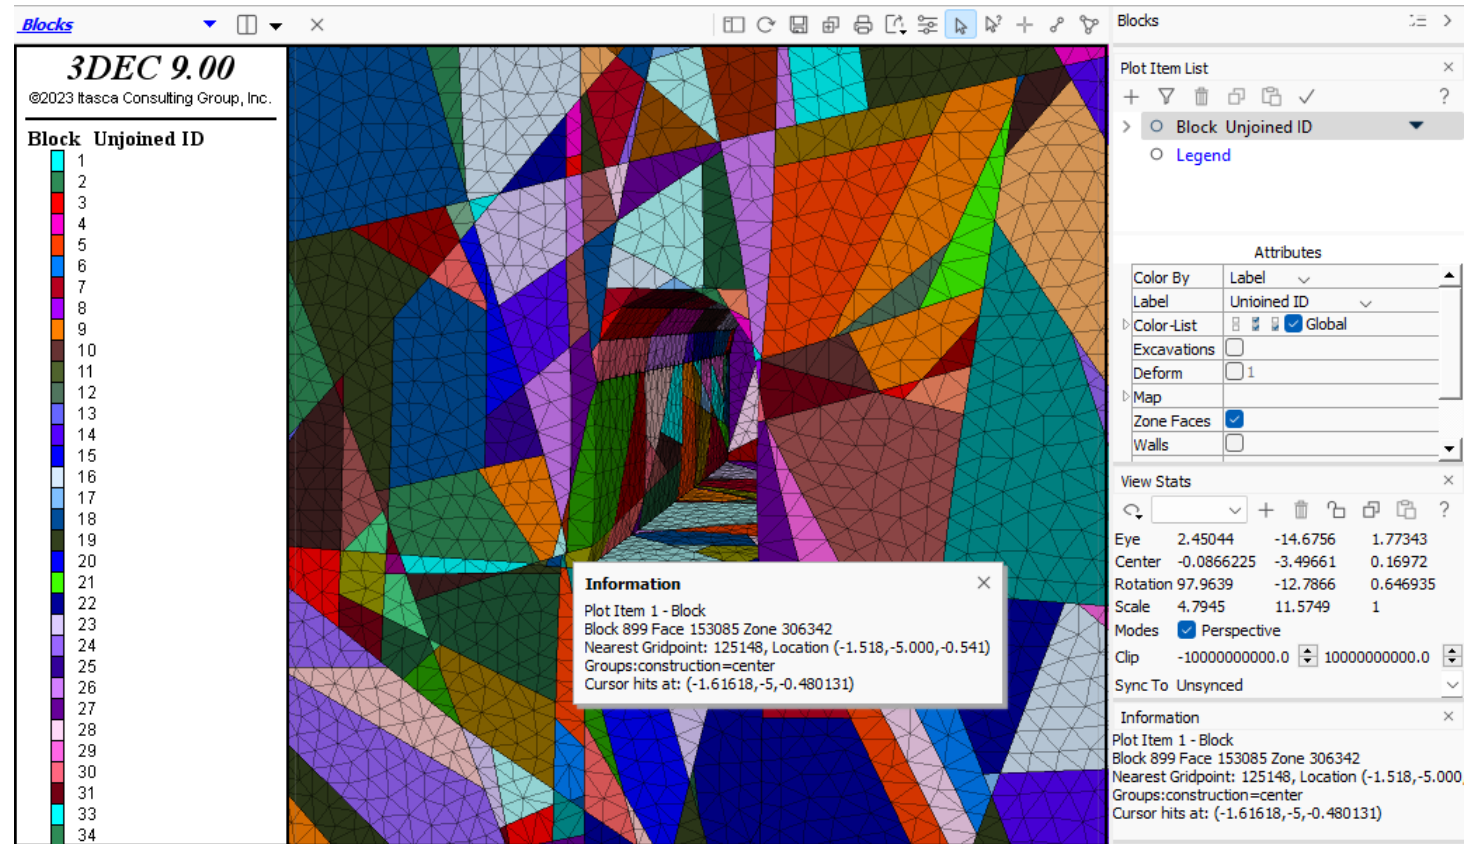 Blocks
Blocks
3DEC 9.00
©2023 Itasca Consulting Group, Inc.
Block Unjoined ID
1
2
3
4
5
6
7
8
9
10
11
12
13
14
15
16
17
18
19
20
21
22
23
24
25
26
27
28
29
30
31
33
34
Information
Plot Item 1 - Block
Block 899 Face 153085 Zone 306342
Nearest Gridpoint: 125148, Location (-1.518,-5.000,-0.541)
Groups:construction=center
Cursor hits at: (-1.61618,-5,-0.480131)
Plot Item List
?
Block Unjoined ID
Legend
Attributes
Color By Label
Label Unjoined ID
Color-List Global
Excavations
Deform 1
Map
Zone Faces
Walls
View Stats
?
Eye 2.45044 -14.6756 1.77343
Center -0.0866225 -3.49661 0.16972
Rotation 97.9639 -12.7866 0.646935
Scale 4.7945 11.5749 1
Modes Perspective
Clip -10000000000.0 10000000000.0
Sync To Unsynced
Information
Plot Item 1 - Block
Block 899 Face 153085 Zone 306342
Nearest Gridpoint: 125148, Location (-1.518,-5.000,
Groups:construction=center
Cursor hits at: (-1.61618,-5,-0.480131)